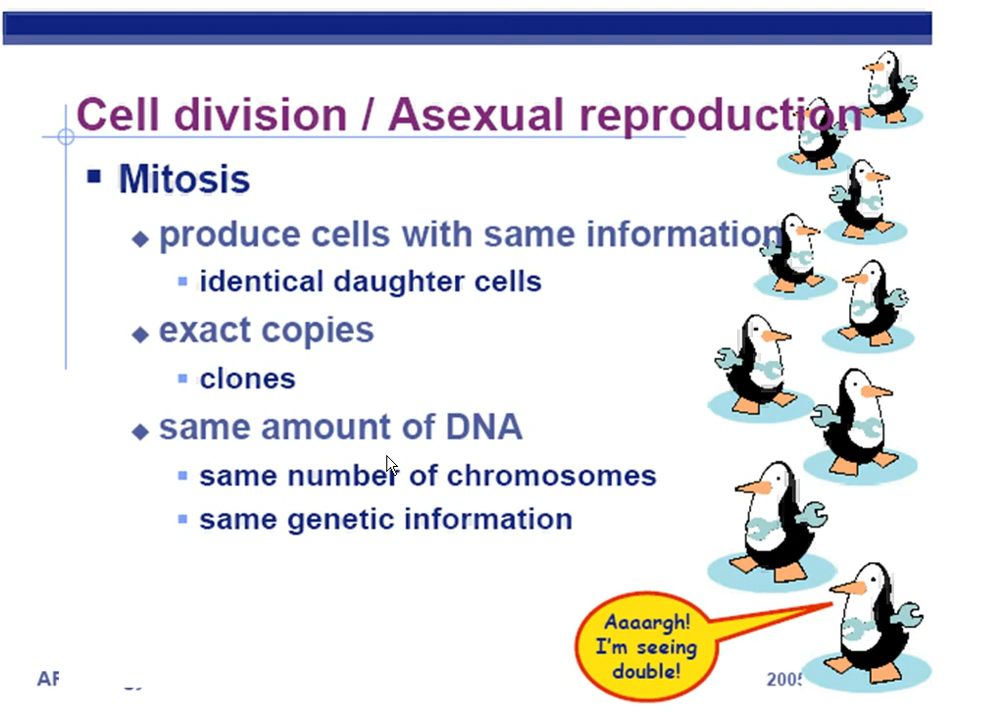 Cell division / Asexual reproduction
Mitosis
produce cells with same information
identical daughter cells
exact copies
clones
same amount of DNA
same number of chromosomes
same genetic information
Aaaargh!
I'm seeing
double!